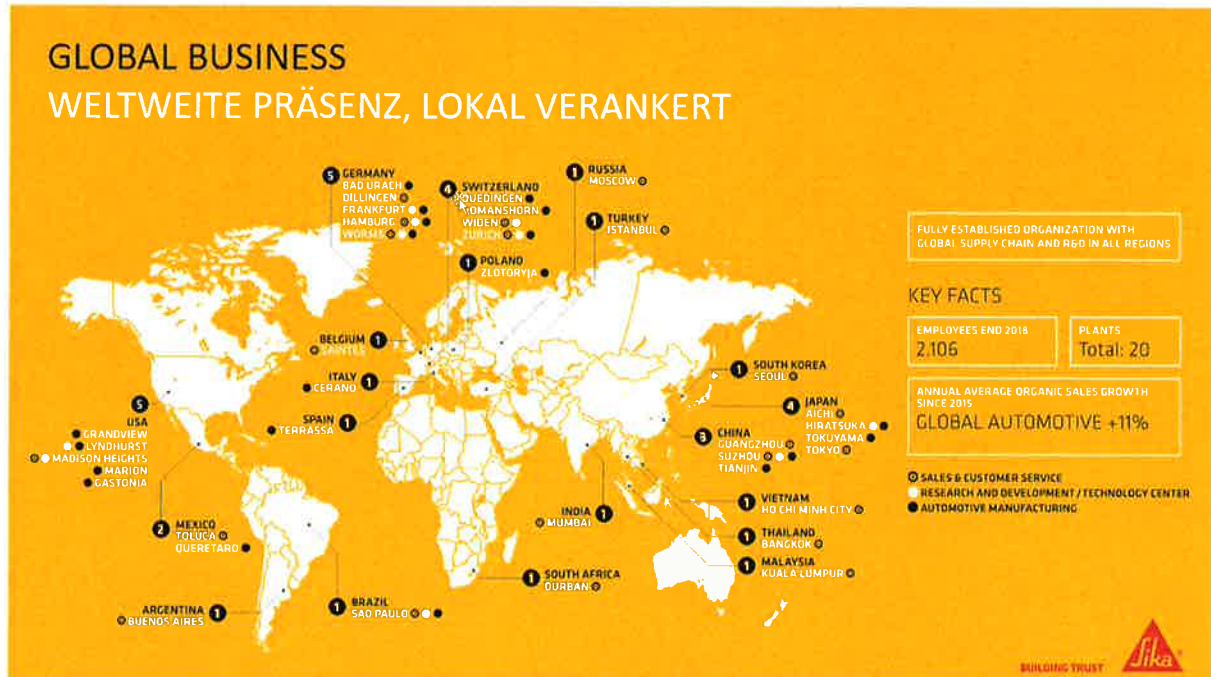 GLOBAL BUSINESS
WELTWEITE PRÄSENZ, LOKAL VERANKERT
5 GERMANY
BAD URACH
DILLINGEN
FRANKFURT
HAMBURG
WORMS
4 SWITZERLAND
DUEDINGEN
ROMANSHORN
WIDEN
ZURICH
1 RUSSIA
MOSCOW
1 TURKEY
ISTANBUL
1 POLAND
ZLOTORYJA
BELGIUM 1
SAINTES
ITALY 1
CERANO
SPAIN 1
TERRASSA
5
USA
GRANDVIEW
LYNDHURST
MADISON HEIGHTS
MARION
GASTONIA
2 MEXICO
TOLUCA
QUERETARO
ARGENTINA 1
BUENOS AIRES
1 BRAZIL
SAO PAULO
1 SOUTH AFRICA
DURBAN
INDIA 1
MUMBAI
1 SOUTH KOREA
SEOUL
4 JAPAN
AICHI
HIRATSUKA
TOKUYAMA
TOKYO
3 CHINA
GUANGZHOU
SUZHOU
TIANJIN
1 VIETNAM
HO CHI MINH CITY
1 THAILAND
BANGKOK
1 MALAYSIA
KUALA LUMPUR
FULLY ESTABLISHED ORGANIZATION WITH
GLOBAL SUPPLY CHAIN AND R&D IN ALL REGIONS
KEY FACTS
EMPLOYEES END 2018
2,106
PLANTS
Total: 20
ANNUAL AVERAGE ORGANIC SALES GROWTH
SINCE 2015
GLOBAL AUTOMOTIVE +11%
SALES & CUSTOMER SERVICE
RESEARCH AND DEVELOPMENT / TECHNOLOGY CENTER
AUTOMOTIVE MANUFACTURING
BUILDING TRUST
Sika®